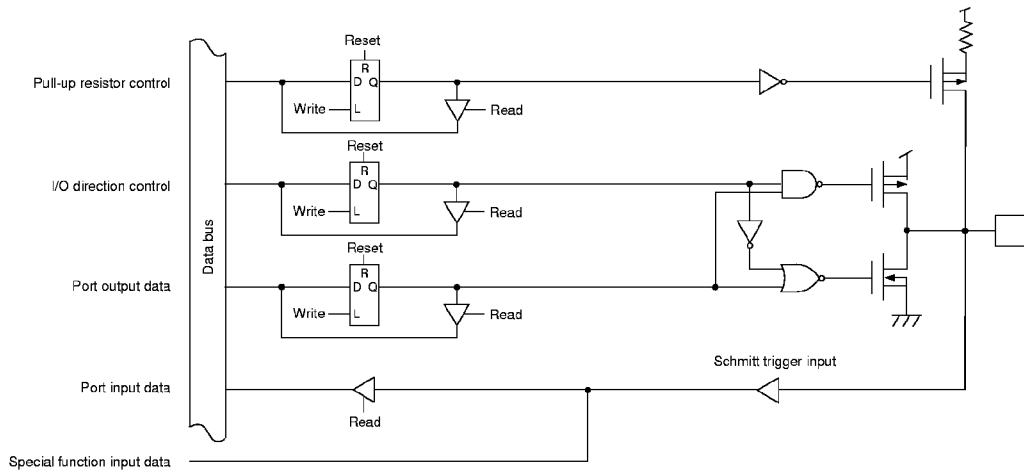 Reset
Pull-up resistor control
R
D Q
Write
L
Read
Reset
I/O direction control
R
D Q
Write
L
Read
Data bus
Reset
Port output data
R
D Q
Write
L
Read
Schmitt trigger input
Port input data
Read
Special function input data